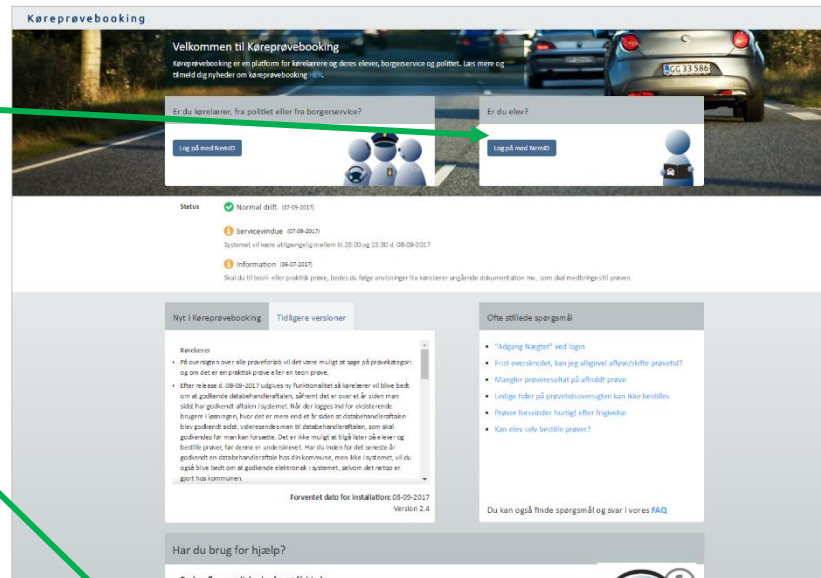 Køreprøvebooking
Velkommen til Køreprøvebooking
Køreprøvebooking er en platform for kørelærere og deres elever, borgerservice og politiet. Læs mere og
tilmeld dig nyheder om køreprøvebooking HER.
GG 33 586
Er du kørelærer, fra politiet eller fra borgerservice?
Log på med NemID
Er du elev?
Log på med NemID
Status
Normal drift (07-09-2017)
Servicevindue (07-09-2017)
Systemet vil være utilgængelig mellem kl. 23:00 og 23:30 d. 08-09-2017
Information (06-07-2017)
Skal du til teori- eller praktisk prøve, bedes du følge anvisninger fra kørelærer angående dokumentation mv., som skal medbringes til prøven.
Nyt i Køreprøvebooking
Tidligere versioner
Kørelærer
På oversigten over alle prøveforløb vil det være muligt at søge på prøvekategori
og om det er en praktisk prøve eller en teori prøve.
Efter release d. 08-09-2017 udgives ny funktionalitet så kørelærer vil blive bedt
om at godkende databehandleraftalen, såfremt det er over et år siden man
sidst har godkendt aftalen i systemet. Når der logges ind for eksisterende
brugere i løsningen, hvor det er mere end et år siden at databehandleraftalen
blev godkendt sidst, videresendes man til databehandleraftalen, som skal
godkendes før man kan forsætte. Det er ikke muligt at tilgå lister på elever og
bestille prøver, før denne er underskrevet. Har du inden for det seneste år
godkendt en databehandleraftale hos din kommune, men ikke i systemet, vil du
også blive bedt om at godkende elektronisk i systemet, selvom det netop er
gjort hos kommunen.
Forventet dato for installation: 08-09-2017
Version 2.4
Ofte stillede spørgsmål
"Adgang Nægtet" ved login
Frist overskredet, kan jeg alligevel aflyse/skifte prøvetid?
Mangler prøveresultat på afholdt prøve
Ledige tider på prøvetidsoversigten kan ikke bestilles
Prøver forsvinder hurtigt efter frigivelse
Kan elev selv bestille prøver?
Du kan også finde spørgsmål og svar i vores FAQ
Har du brug for hjælp?